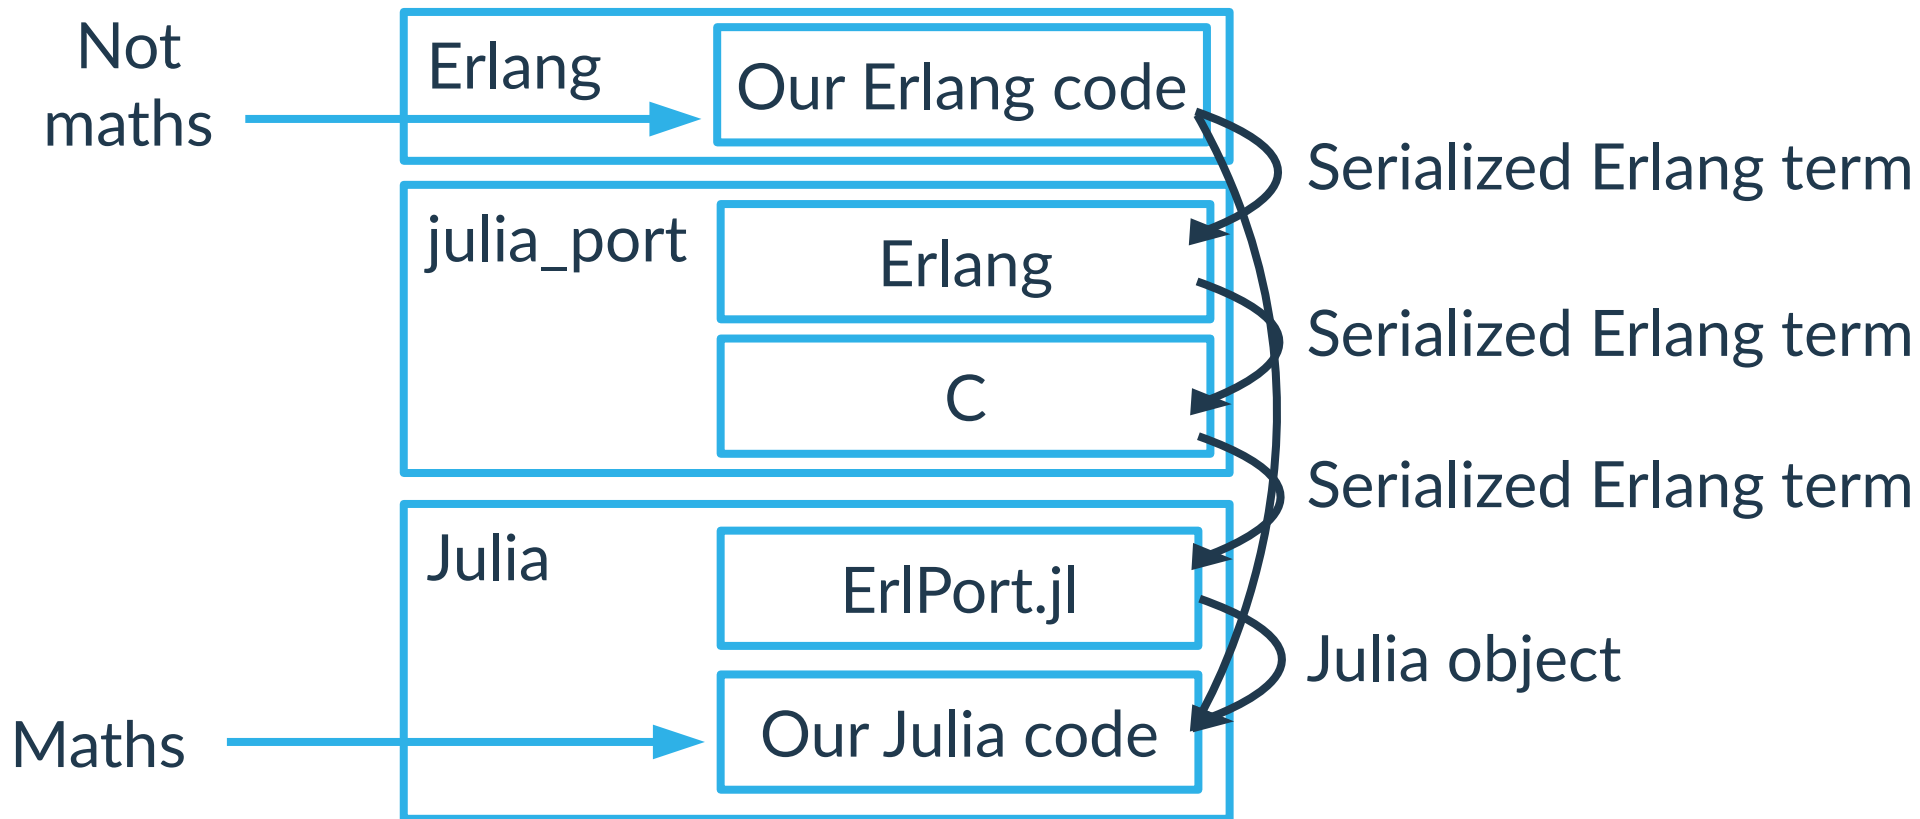 Not
maths
Erlang
Our Erlang code
Serialized Erlang term
julia_port
Erlang
Serialized Erlang term
C
Serialized Erlang term
Julia
ErlPort.jl
Julia object
Maths
Our Julia code